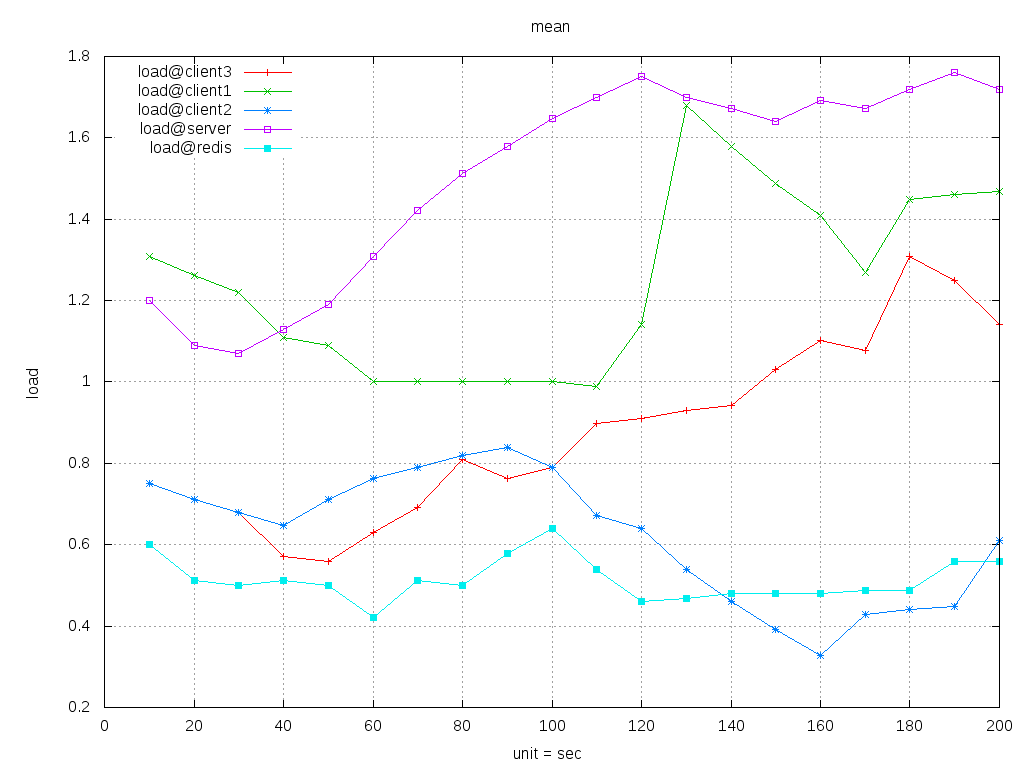 mean
1.8
1.6
1.4
1.2
1
0.8
0.6
0.4
0.2
load
load@client3
load@client1
load@client2
load@server
load@redis
0 20 40 60 80 100 120 140 160 180 200
unit = sec